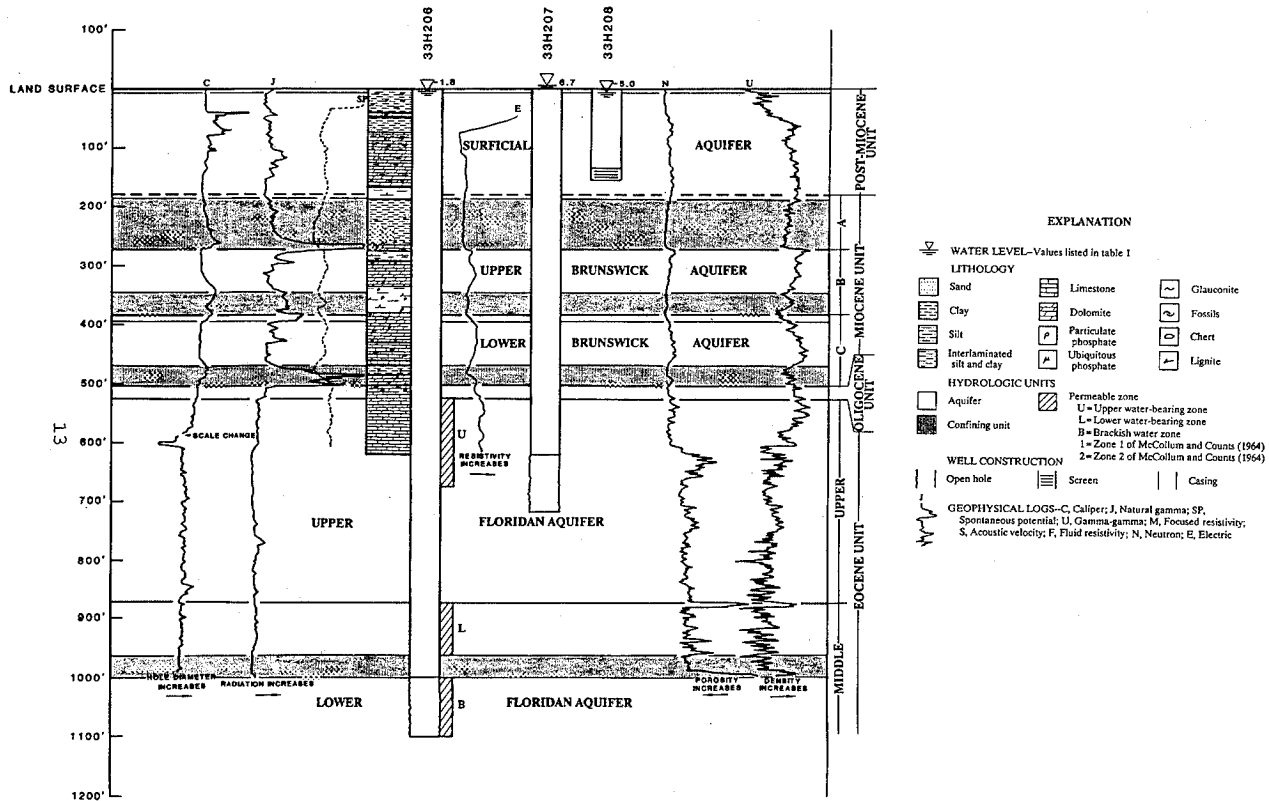 33H206
33H207
33H208
100'
LAND SURFACE
C
J
SP
-1.8
E
6.7
-5.0
N
U
100'
SURFICIAL
AQUIFER
POST-MIOCENE
UNIT
200'
A
300'
UPPER
BRUNSWICK
AQUIFER
B
MIOCENE UNIT
400'
LOWER
BRUNSWICK
AQUIFER
C
500'
OLIGOCENE
UNIT
SCALE CHANGE
U
600'
RESISTIVITY
INCREASES
700'
UPPER
FLORIDAN AQUIFER
UPPER
EOCENE UNIT
800'
900'
L
MIDDLE
1000'
HOLE DIAMETER
INCREASES
RADIATION INCREASES
POROSITY
INCREASES
DENSITY
INCREASES
LOWER
B
FLORIDAN AQUIFER
1100'
1200'
13
EXPLANATION
WATER LEVEL–Values listed in table 1
LITHOLOGY
Sand
Limestone
Glauconite
Clay
Dolomite
Fossils
Silt
Particulate
phosphate
Chert
Interlaminated
silt and clay
Ubiquitous
phosphate
Lignite
HYDROLOGIC UNITS
Aquifer
Confining unit
Permeable zone
U=Upper water-bearing zone
L=Lower water-bearing zone
B=Brackish water zone
1=Zone 1 of McCollum and Counts (1964)
2=Zone 2 of McCollum and Counts (1964)
WELL CONSTRUCTION
Open hole
Screen
Casing
J
GEOPHYSICAL LOGS--C, Caliper; J, Natural gamma; SP,
Spontaneous potential; U, Gamma-gamma; M, Focused resistivity;
S, Acoustic velocity; F, Fluid resistivity; N, Neutron; E, Electric